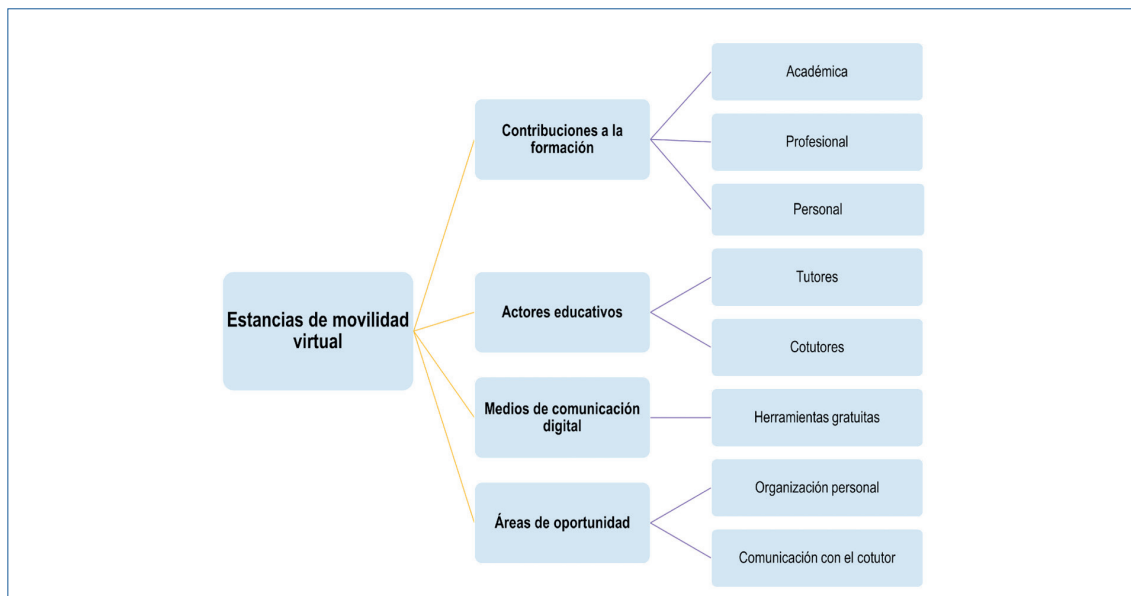 Estancias de movilidad
virtual
Contribuciones a la
formación
Académica
Profesional
Personal
Actores educativos
Tutores
Cotutores
Medios de comunicación
digital
Herramientas gratuitas
Áreas de oportunidad
Organización personal
Comunicación con el cotutor